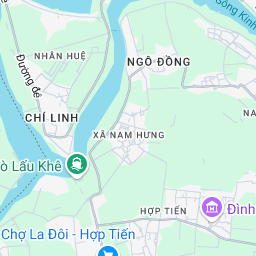 Sông Kinh
NHÂN HUỆ
NGÔ ĐỒNG
Đường đê
CHÍ LINH
XÃ NAM HƯNG
ò Lấu Khê
HỢP TIẾN
Đình
Chợ La Đôi - Hợp Tiến